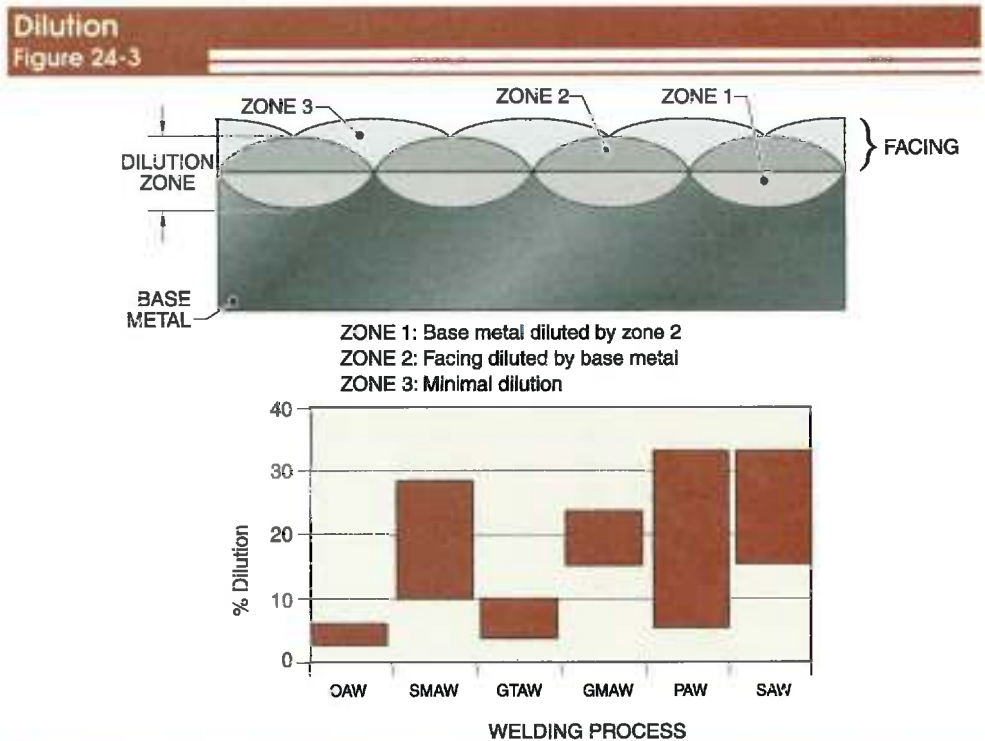 Dilution
Figure 24-3
ZONE 3
ZONE 2
ZONE 1
FACING
DILUTION
ZONE
BASE
METAL
ZONE 1: Base metal diluted by zone 2
ZONE 2: Facing diluted by base metal
ZONE 3: Minimal dilution
40
30
20
10
0
% Dilution
OAW SMAW GTAW GMAW PAW SAW
WELDING PROCESS